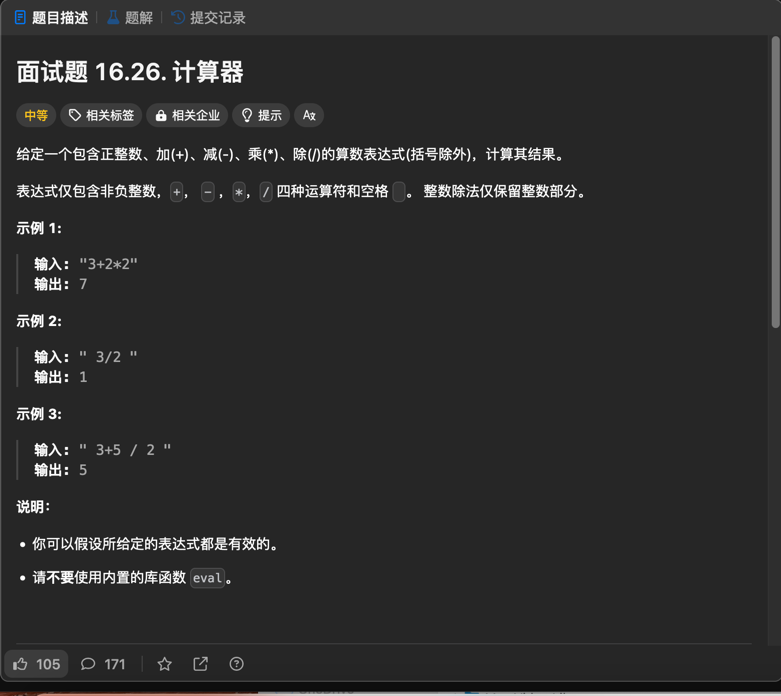 题目描述 | 题解 | 提交记录
面试题 16.26. 计算器
中等 相关标签 相关企业 提示
给定一个包含正整数、加(+)、减(-)、乘(*)、除(/)的算数表达式(括号除外)，计算其结果。
表达式仅包含非负整数，+， - ，*，/ 四种运算符和空格 。 整数除法仅保留整数部分。
示例 1:
输入: "3+2*2"
输出: 7
示例 2:
输入: " 3/2 "
输出: 1
示例 3:
输入: " 3+5 / 2 "
输出: 5
说明：
• 你可以假设所给定的表达式都是有效的。
• 请不要使用内置的库函数 eval。
105 171